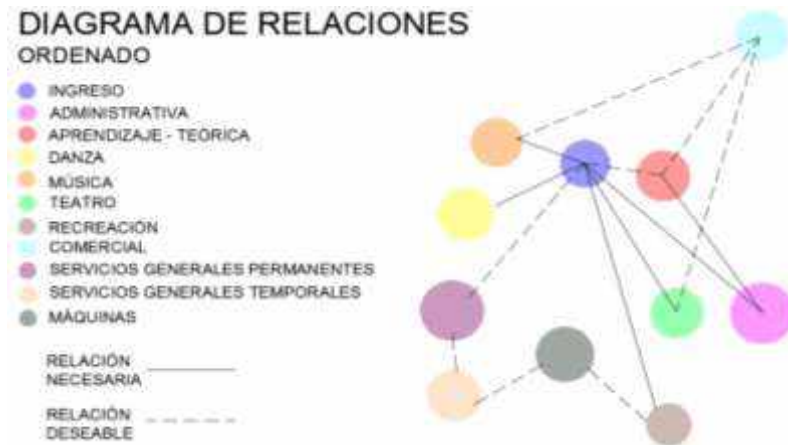 DIAGRAMA DE RELACIONES
ORDENADO
INGRESO
ADMINISTRATIVA
APRENDIZAJE - TEÓRÍCA
DANZA
MÚSICA
TEATRO
RECREACIÓN
COMERCIAL
SERVICIOS GENERALES PERMANENTES
SERVICIOS GENERALES TEMPORALES
MÁQUINAS
RELACIÓN
NECESARIA
RELACIÓN
DESEABLE